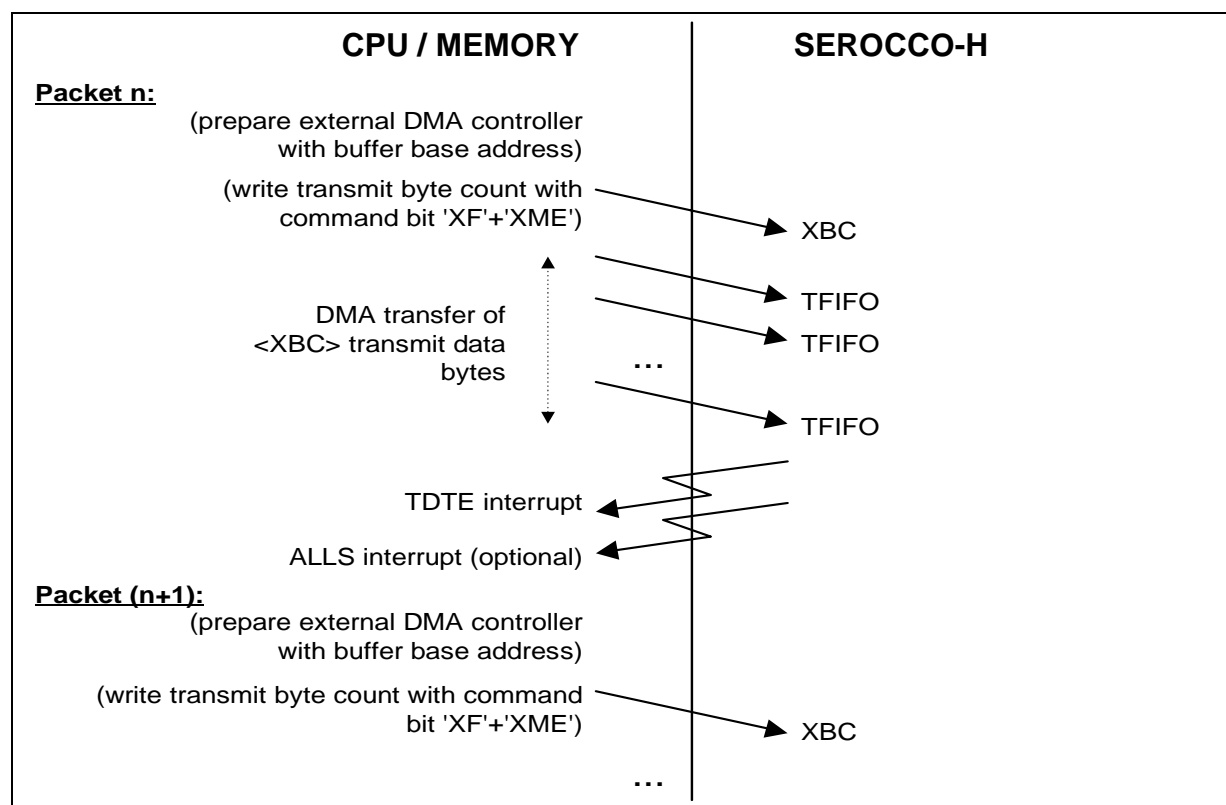 CPU / MEMORY
SEROCCO-H
Packet n:
(prepare external DMA controller
with buffer base address)
(write transmit byte count with
command bit 'XF'+'XME')
XBC
TFIFO
DMA transfer of
<XBC> transmit data
bytes
TFIFO
...
TFIFO
TDTE interrupt
ALLS interrupt (optional)
Packet (n+1):
(prepare external DMA controller
with buffer base address)
(write transmit byte count with command
bit 'XF'+'XME')
XBC
...